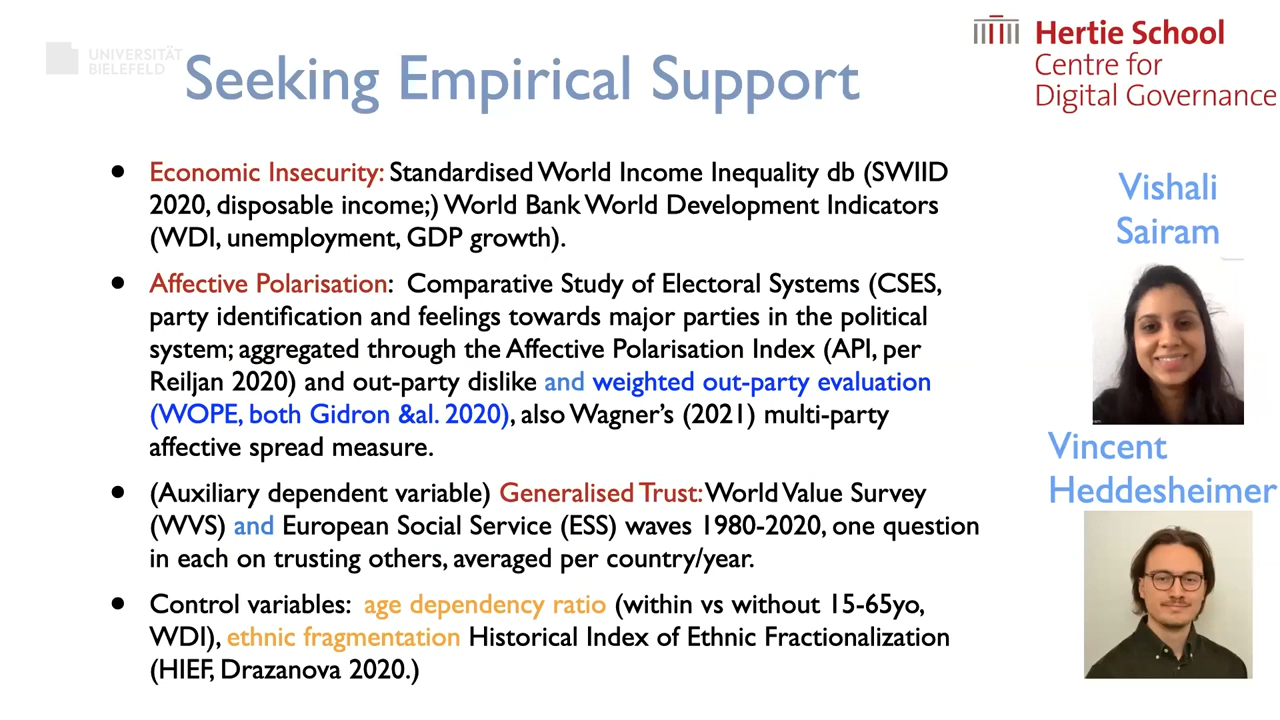 UNIVERSITÄT
BIELEFELD
Seeking Empirical Support
Hertie School
Centre for
Digital Governance
• Economic Insecurity: Standardised World Income Inequality db (SWIID
2020, disposable income;) World Bank World Development Indicators
(WDI, unemployment, GDP growth).
• Affective Polarisation: Comparative Study of Electoral Systems (CSES,
party identification and feelings towards major parties in the political
system; aggregated through the Affective Polarisation Index (API, per
Reiljan 2020) and out-party dislike and weighted out-party evaluation
(WOPE, both Gidron &al. 2020), also Wagner's (2021) multi-party
affective spread measure.
• (Auxiliary dependent variable) Generalised Trust: World Value Survey
(WVS) and European Social Service (ESS) waves 1980-2020, one question
in each on trusting others, averaged per country/year.
• Control variables: age dependency ratio (within vs without 15-65yo,
WDI), ethnic fragmentation Historical Index of Ethnic Fractionalization
(HIEF, Drazanova 2020.)
Vishali
Sairam
Vincent
Heddesheimer